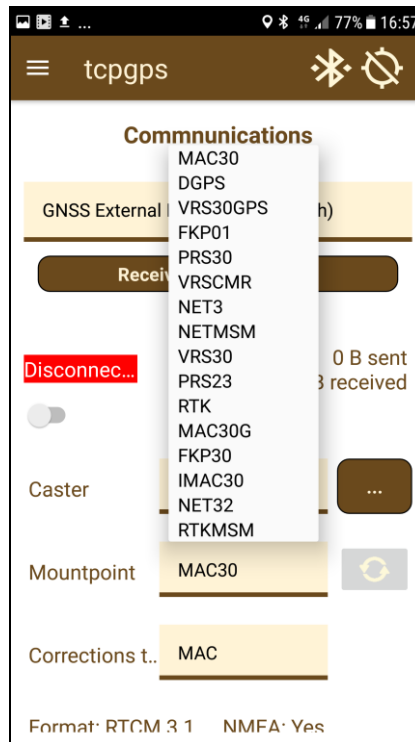 ... 4G 77% 16:57
tcpgps
Commnunications
GNSS External h)
Recei
Disconnec...
0 B sent
B received
MAC30
DGPS
VRS30GPS
FKP01
PRS30
VRSCMR
NET3
NETMSM
VRS30
PRS23
RTK
MAC30G
FKP30
IMAC30
NET32
RTKMSM
Caster ...
Mountpoint MAC30
Corrections t.. MAC
Format: RTCM 3.1 NMEA: Yes